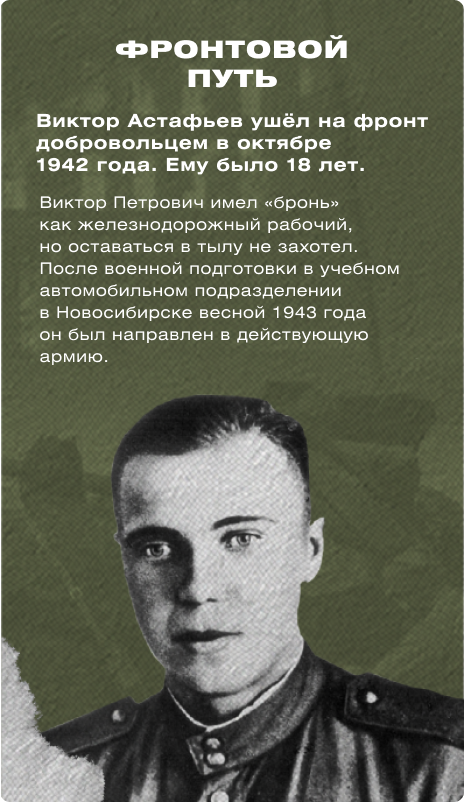 ФРОНТОВОЙ
ПУТЬ
Виктор Астафьев ушёл на фронт
добровольцем в октябре
1942 года. Ему было 18 лет.
Виктор Петрович имел «бронь»
как железнодорожный рабочий,
но оставаться в тылу не захотел.
После военной подготовки в учебном
автомобильном подразделении
в Новосибирске весной 1943 года
он был направлен в действующую
армию.